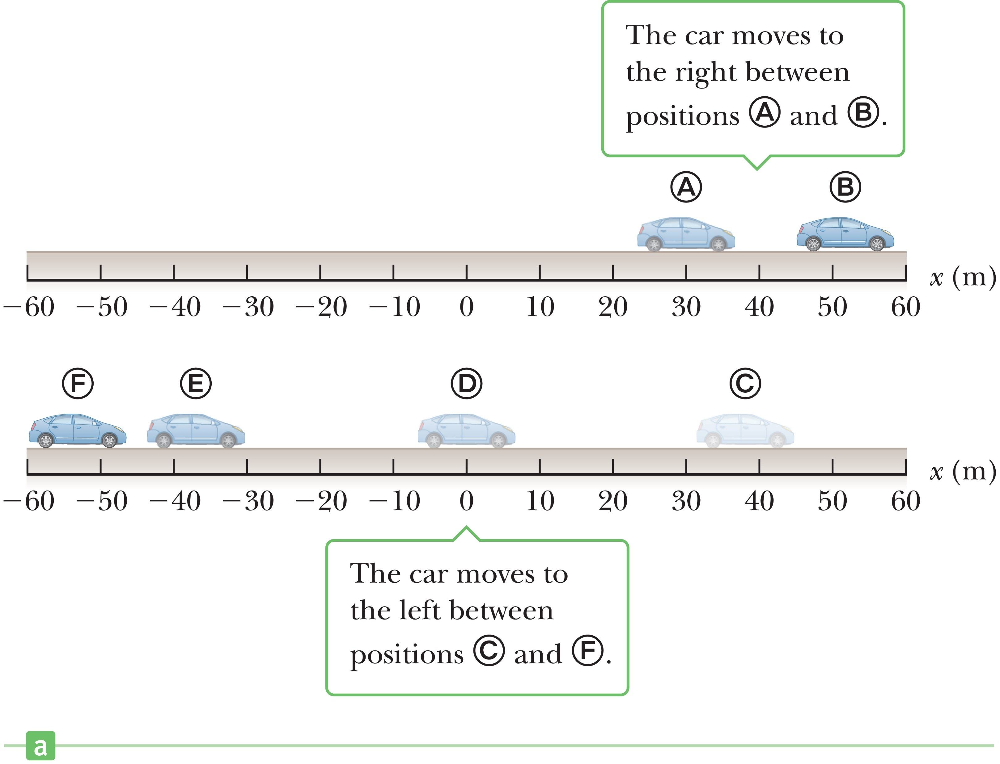 The car moves to
the right between
positions Ⓐ and Ⓑ.
Ⓐ Ⓑ
−60 −50 −40 −30 −20 −10 0 10 20 30 40 50 60 x (m)
Ⓕ Ⓔ Ⓓ Ⓒ
−60 −50 −40 −30 −20 −10 0 10 20 30 40 50 60 x (m)
The car moves to
the left between
positions Ⓒ and Ⓕ.
a